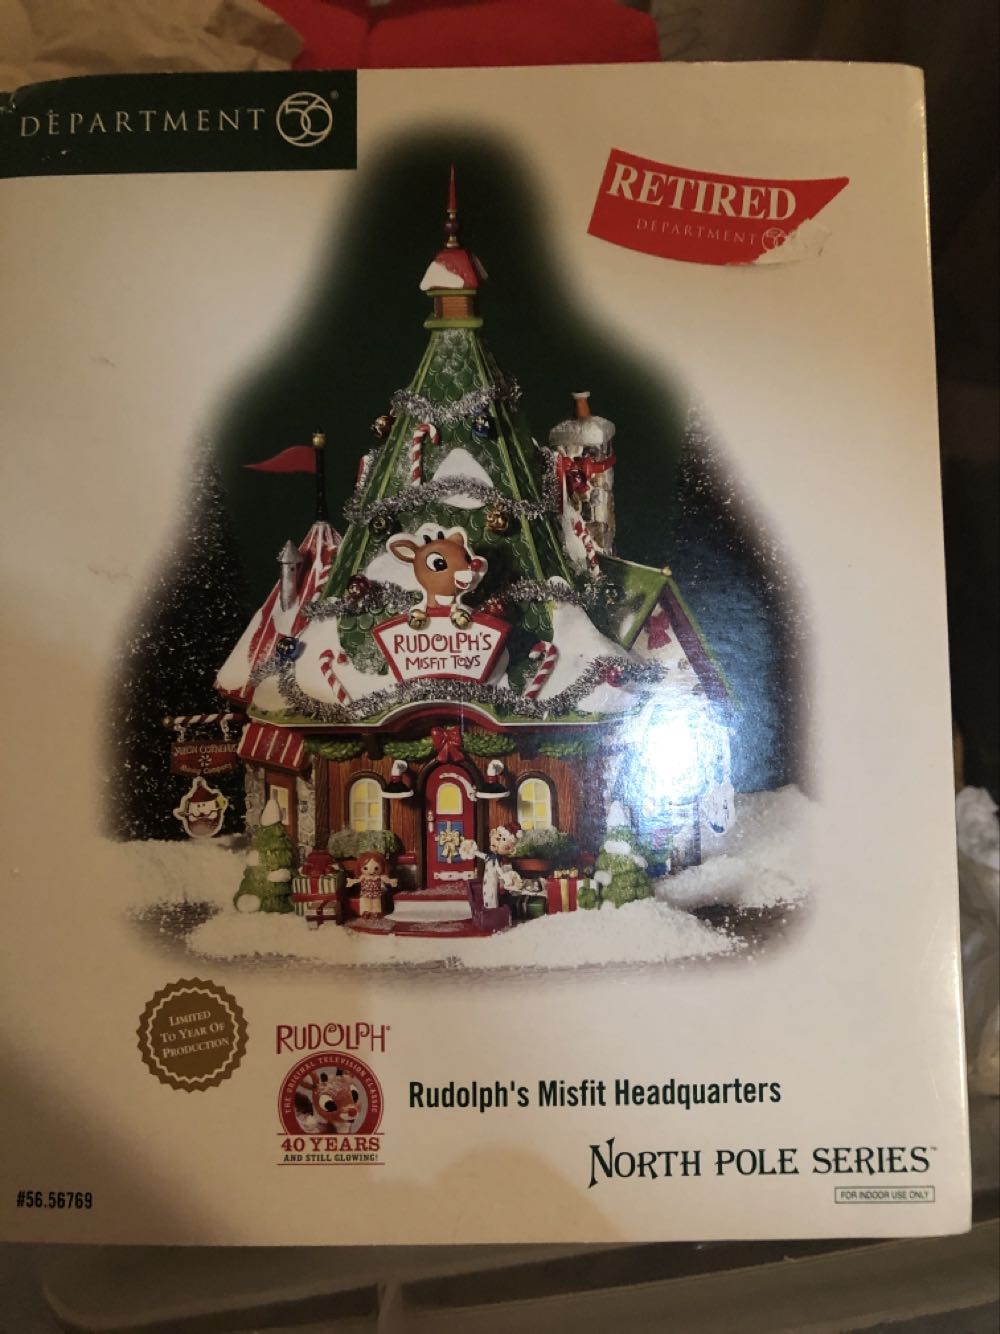 DEPARTMENT 56®
RETIRED
DEPARTMENT 56
RUDOLPH'S
MISFIT TOYS
LIMITED
TO YEAR OF
PRODUCTION
RUDOLPH®
THE ORIGINAL TELEVISION CLASSIC
40 YEARS
AND STILL GLOWING!
Rudolph's Misfit Headquarters
NORTH POLE SERIES™
FOR INDOOR USE ONLY
#56.56769